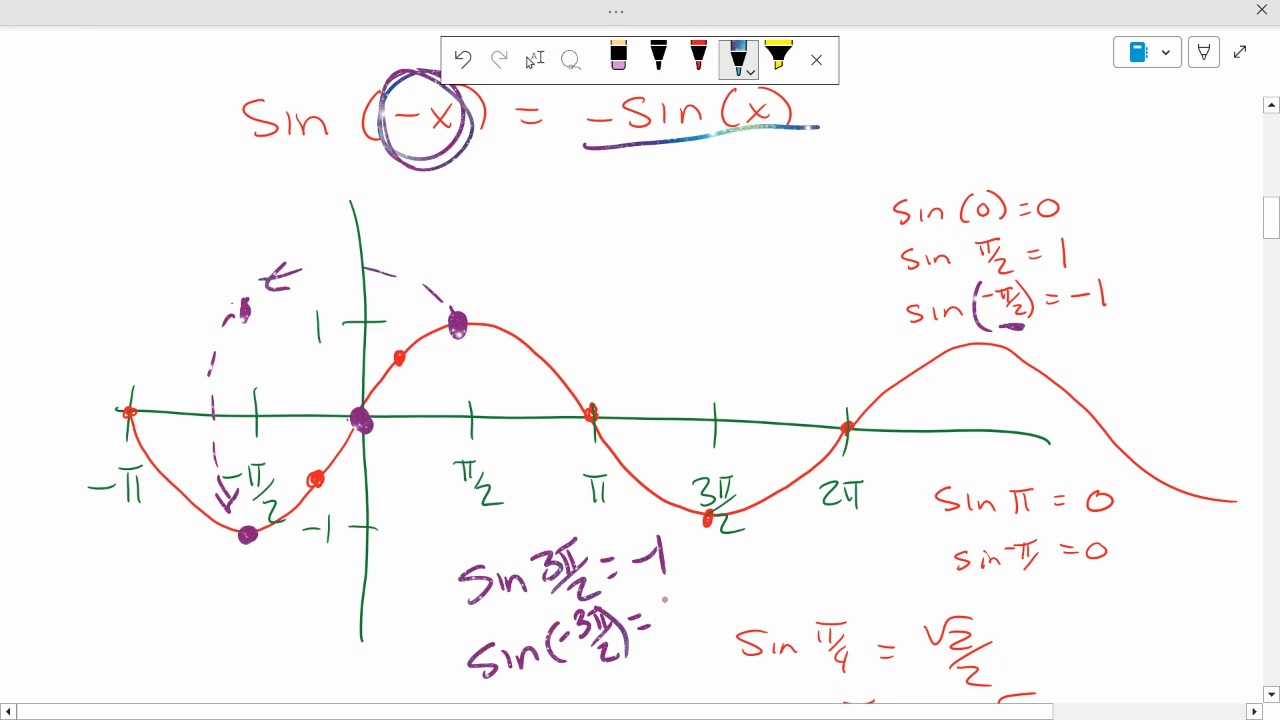 Sin (-x) = -Sin(x)
sin (0) = 0
sin π/2 = 1
sin (-π/2) = -1
1
-π
-π/2
π/2
π
3π/2
2π
-1
Sin π = 0
sin -π = 0
Sin 3π/2 = -1
Sin (-3π/2) =
Sin π/4 = √2/2